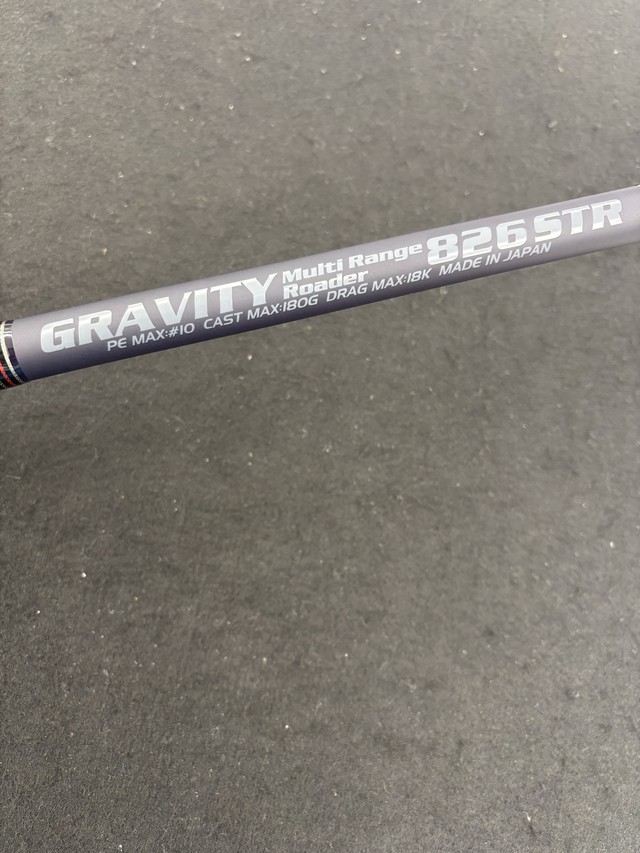 GRAVITY Multi Range Roader 826STR
PE MAX:#10 CAST MAX:180G DRAG MAX:18K MADE IN JAPAN